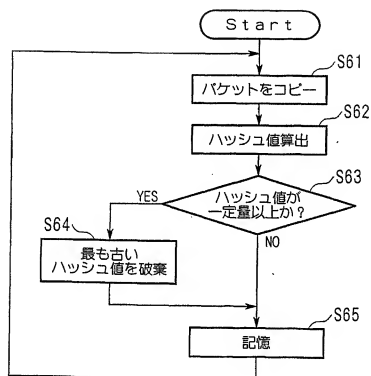 Start
S61
パケットをコピー
S62
ハッシュ値算出
S63
ハッシュ値が
一定量以上か？
YES
NO
S64
最も古い
ハッシュ値を破棄
S65
記憶